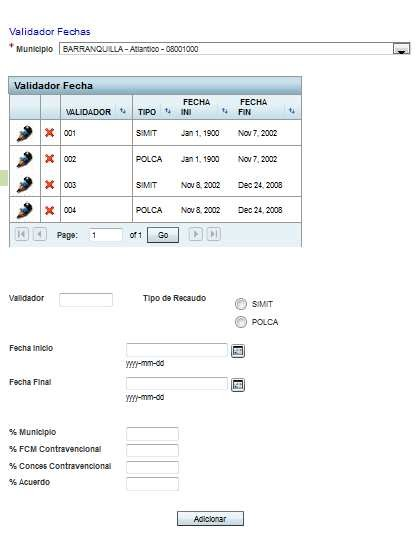 Validador Fechas
* Municipio BARRANQUILLA - Atlantico - 08001000
Validador Fecha
VALIDADOR TIPO FECHA INI FECHA FIN
001 SIMIT Jan 1, 1900 Nov 7, 2002
002 POLCA Jan 1, 1900 Nov 7, 2002
003 SIMIT Nov 8, 2002 Dec 24, 2008
004 POLCA Nov 8, 2002 Dec 24, 2008
Page: 1 of 1 Go
Validador Tipo de Recaudo SIMIT
POLCA
Fecha Inicio
yyyy-mm-dd
Fecha Final
yyyy-mm-dd
% Municipio
% FCM Contravencional
% Conces Contravencional
% Acuerdo
Adicionar